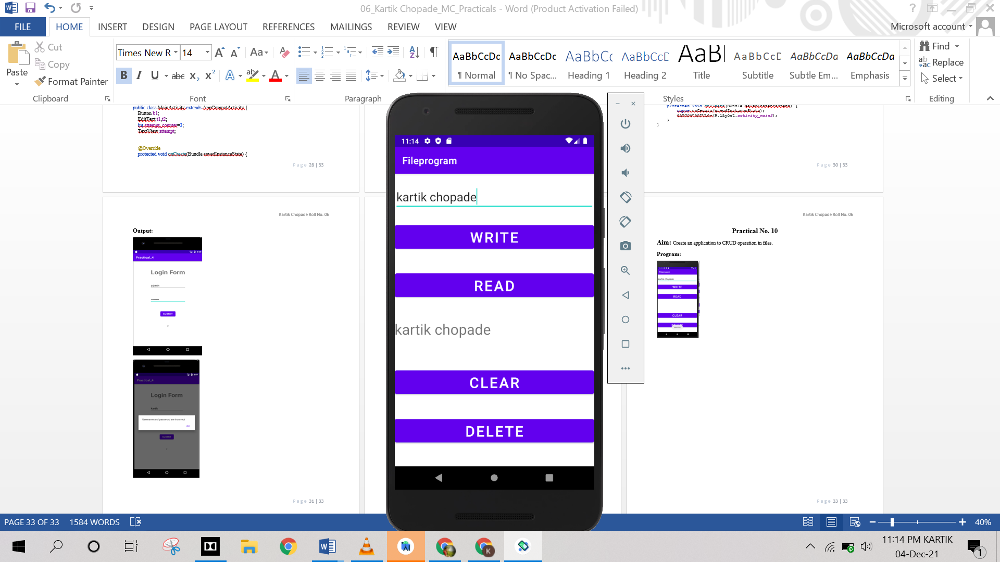 06_Kartik Chopade_MC_Practicals - Word (Product Activation Failed)
FILE HOME INSERT DESIGN PAGE LAYOUT REFERENCES MAILINGS REVIEW VIEW Microsoft account
Paste Cut Copy Format Painter
Times New R 14
AaBbCcDc AaBbCcDc AaBbCc AaBbCcD AaBl AaBbCcD AaBbCcDa AaBbCcDa
¶ Normal ¶ No Spac... Heading 1 Heading 2 Title Subtitle Subtle Em... Emphasis
Find
Replace
Select
Clipboard Font Paragraph Styles Editing
public class MainActivity extends AppCompatActivity {
Button b1;
EditText t1,t2;
int attempt_counter=3;
TextView attempt;
@Override
protected void onCreate(Bundle savedInstanceState) {
Page 28 | 33
protected void onCreate(Bundle savedInstanceState) {
super.onCreate(savedInstanceState);
setContentView(R.layout.activity_main2);
}
}
Page 30 | 33
Kartik Chopade Roll No. 06
Output:
Practical_4
Login Form
admin
SUBMIT
Practical_4
Login Form
kartik
Username and password are incorrect
OK
SUBMIT
Page 31 | 33
11:14
Fileprogram
kartik chopade
WRITE
READ
kartik chopade
CLEAR
DELETE
Kartik Chopade Roll No. 06
Practical No. 10
Aim: Create an application to CRUD operation in files.
Program:
Fileprogram
kartik chopade
WRITE
READ
CLEAR
DELETE
Page 33 | 33
PAGE 33 OF 33 1584 WORDS 40%
11:14 PM KARTIK
04-Dec-21
1